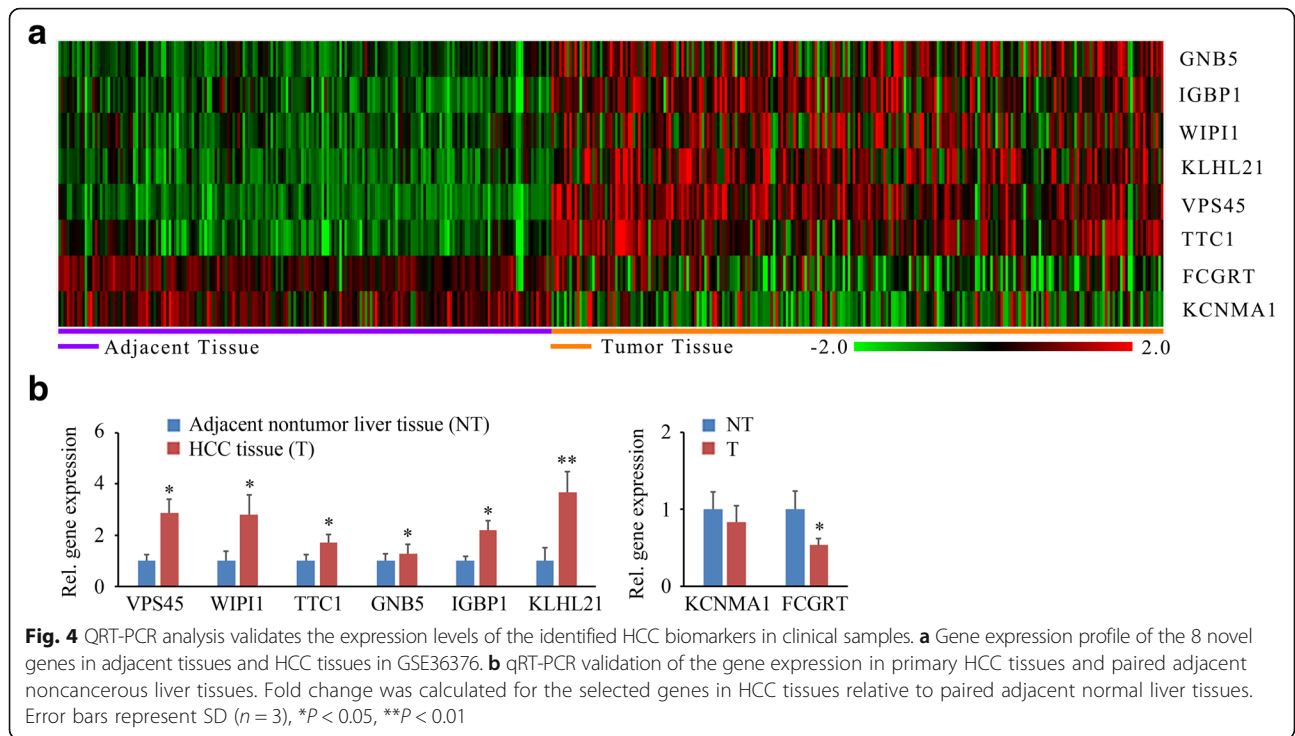 a
GNB5
IGBP1
WIPI1
KLHL21
VPS45
TTC1
FCGRT
KCNMA1
Adjacent Tissue
Tumor Tissue
-2.0
2.0
b
Rel. gene expression
6
4
2
0
Adjacent nontumor liver tissue (NT)
HCC tissue (T)
*
*
*
*
*
**
VPS45 WIPI1 TTC1 GNB5 IGBP1 KLHL21
Rel. gene expression
2
1
0
NT
T
*
KCNMA1 FCGRT
Fig. 4 QRT-PCR analysis validates the expression levels of the identified HCC biomarkers in clinical samples. a Gene expression profile of the 8 novel
genes in adjacent tissues and HCC tissues in GSE36376. b qRT-PCR validation of the gene expression in primary HCC tissues and paired adjacent
noncancerous liver tissues. Fold change was calculated for the selected genes in HCC tissues relative to paired adjacent normal liver tissues.
Error bars represent SD (n = 3), *P < 0.05, **P < 0.01